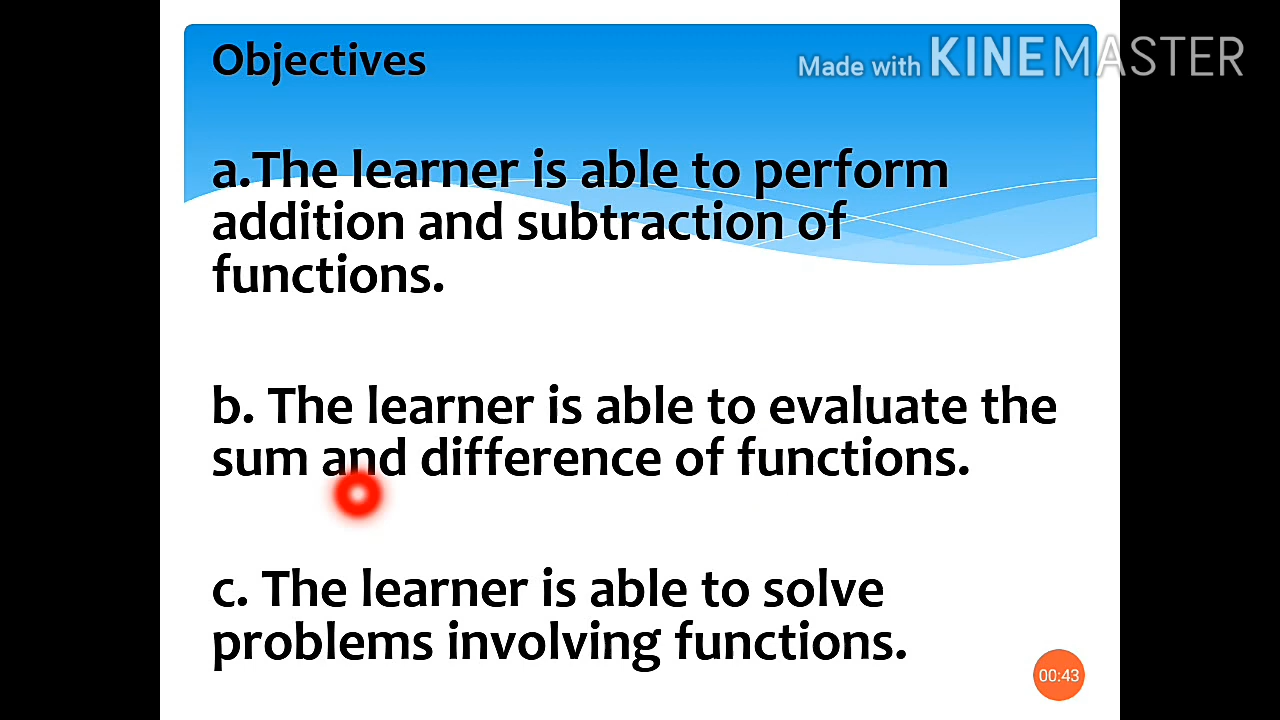 Objectives
Made with KINEMASTER
a.The learner is able to perform
addition and subtraction of
functions.
b. The learner is able to evaluate the
sum and difference of functions.
c. The learner is able to solve
problems involving functions.
00:43